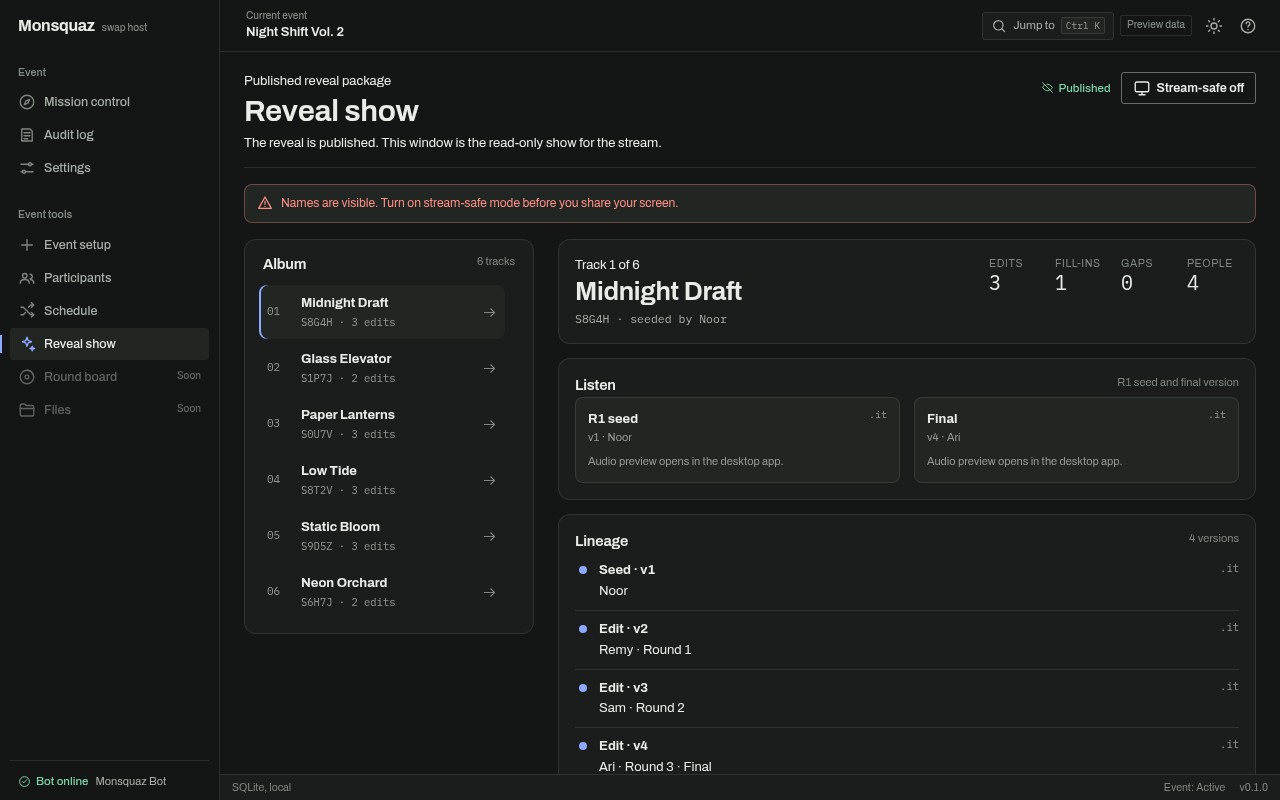 Monsquaz swap host
Event
Mission control
Audit log
Settings
Event tools
Event setup
Participants
Schedule
Reveal show
Round board Soon
Files Soon
Bot online Monsquaz Bot
Current event
Night Shift Vol. 2
Jump to Ctrl K
Preview data
Published reveal package
Reveal show
The reveal is published. This window is the read-only show for the stream.
Published
Stream-safe off
Names are visible. Turn on stream-safe mode before you share your screen.
Album 6 tracks
01 Midnight Draft
S8G4H · 3 edits
02 Glass Elevator
S1P7J · 2 edits
03 Paper Lanterns
S0U7V · 3 edits
04 Low Tide
S8T2V · 3 edits
05 Static Bloom
S9D5Z · 3 edits
06 Neon Orchard
S6H7J · 2 edits
Track 1 of 6
Midnight Draft
S8G4H · seeded by Noor
EDITS FILL-INS GAPS PEOPLE
3 1 0 4
Listen R1 seed and final version
R1 seed .it
v1 · Noor
Audio preview opens in the desktop app.
Final .it
v4 · Ari
Audio preview opens in the desktop app.
Lineage 4 versions
Seed · v1 .it
Noor
Edit · v2 .it
Remy · Round 1
Edit · v3 .it
Sam · Round 2
Edit · v4 .it
Ari · Round 3 · Final
SQLite, local
Event: Active v0.1.0